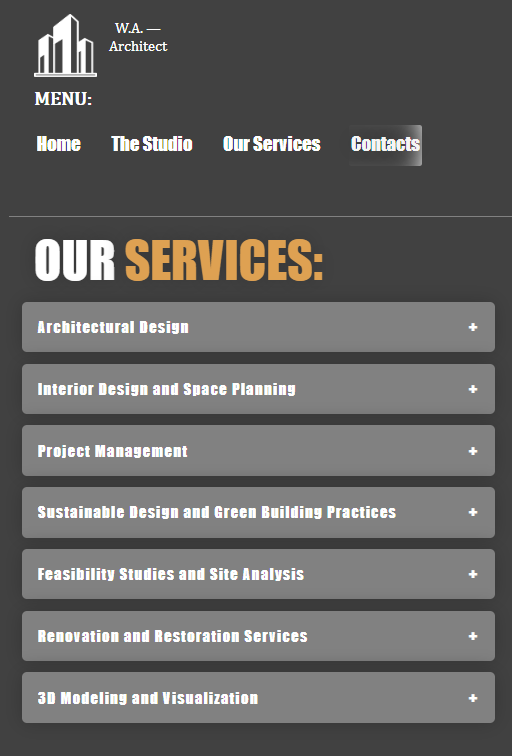 W.A. —
Architect
MENU:
Home The Studio Our Services Contacts
OUR SERVICES:
Architectural Design +
Interior Design and Space Planning +
Project Management +
Sustainable Design and Green Building Practices +
Feasibility Studies and Site Analysis +
Renovation and Restoration Services +
3D Modeling and Visualization +